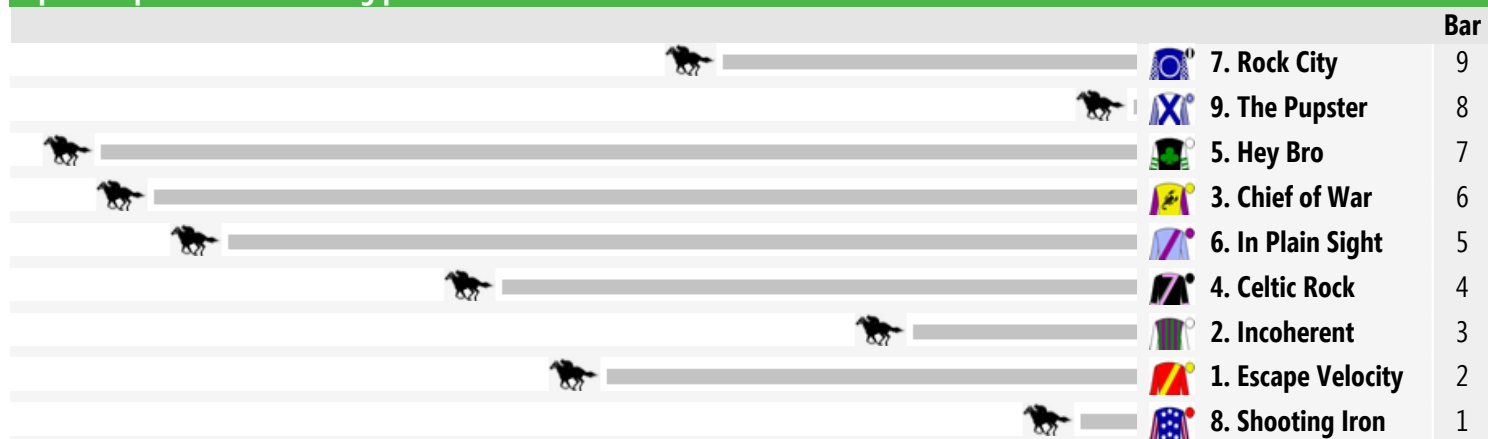 Bar
7. Rock City 9
9. The Pupster 8
5. Hey Bro 7
3. Chief of War 6
6. In Plain Sight 5
4. Celtic Rock 4
2. Incoherent 3
1. Escape Velocity 2
8. Shooting Iron 1